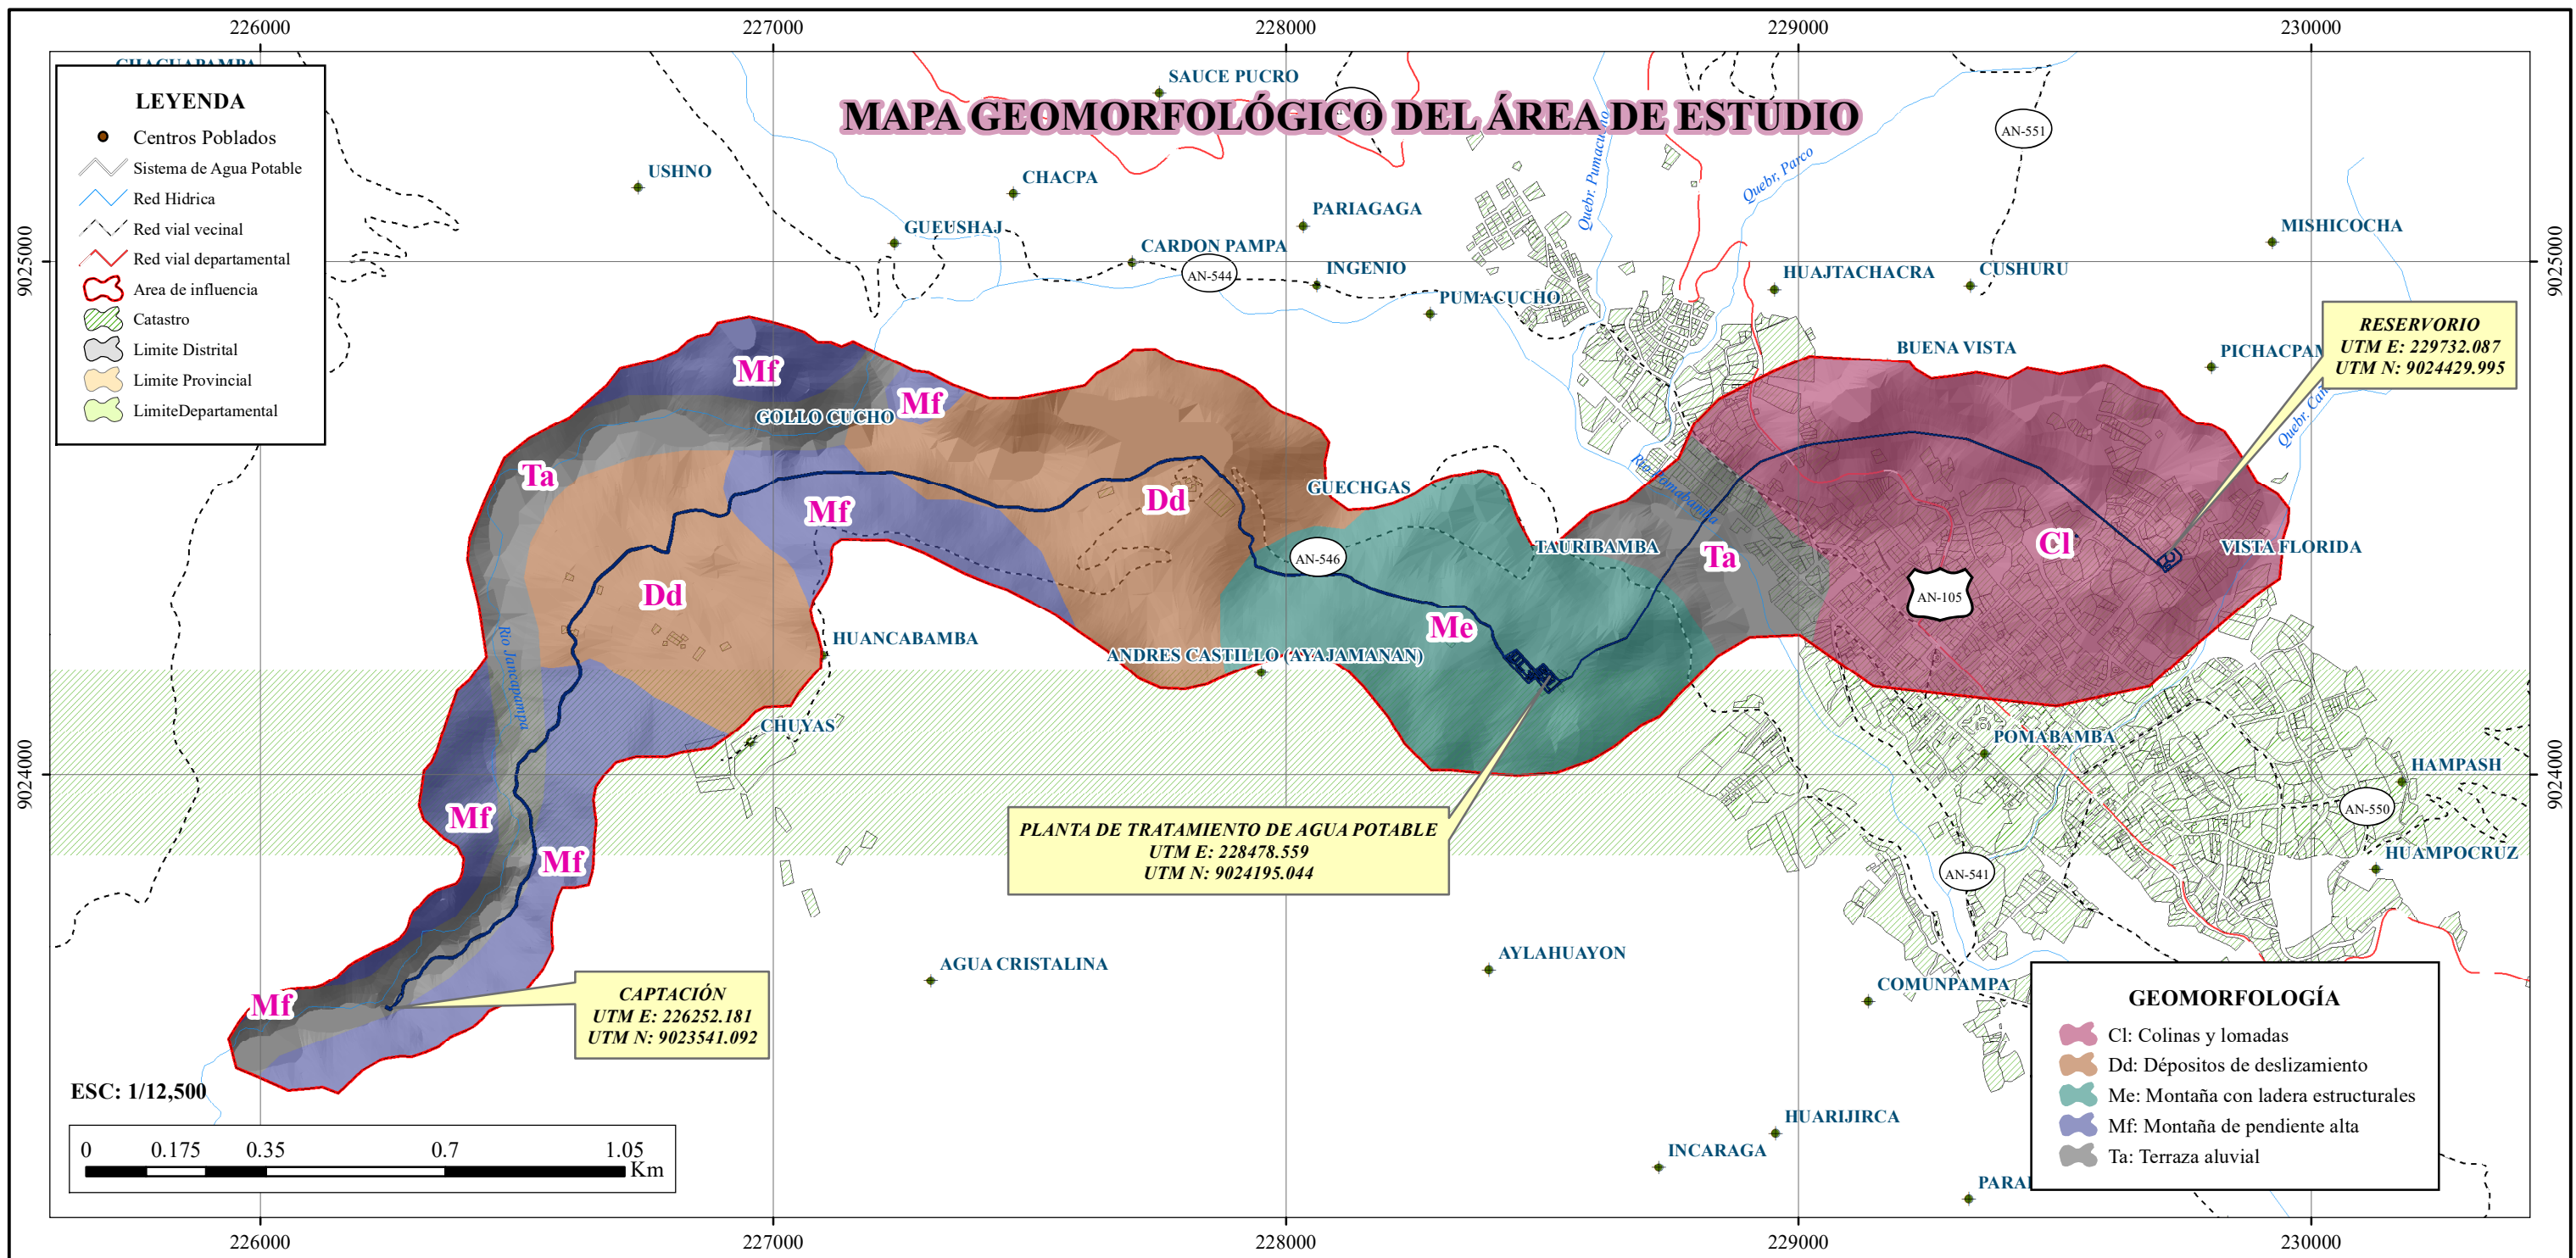 226000
227000
228000
229000
230000
MAPA GEOMORFOLÓGICO DEL ÁREA DE ESTUDIO
LEYENDA
Centros Poblados
Sistema de Agua Potable
Red Hidrica
Red vial vecinal
Red vial departamental
Area de influencia
Catastro
Limite Distrital
Limite Provincial
LimiteDepartamental
SAUCE PUCRO
USHNO
CHACPA
GUEUSHAJ
PARIAGAGA
CARDON PAMPA
AN-544
INGENIO
PUMACUCHO
Quebr. Pumacucho
Quebr, Parco
AN-551
MISHICOCHA
HUAJTACHACRA
CUSHURU
9025000
9025000
BUENA VISTA
RESERVORIO
UTM E: 229732.087
UTM N: 9024429.995
Mf
Mf
GOLLO CUCHO
Ta
Mf
Dd
GUECHGAS
Rio Pomabamba
AN-546
TAURIBAMBA
Ta
Cl
VISTA FLORIDA
AN-105
Dd
Me
HUANCABAMBA
ANDRES CASTILLO (AYAJAMANAN)
Rio Jancapampa
CHUYAS
POMABAMBA
9024000
9024000
HAMPASH
AN-550
HUAMPOCRUZ
AN-541
Mf
Mf
PLANTA DE TRATAMIENTO DE AGUA POTABLE
UTM E: 228478.559
UTM N: 9024195.044
AGUA CRISTALINA
AYLAHUAYON
COMUNPAMPA
Mf
CAPTACIÓN
UTM E: 226252.181
UTM N: 9023541.092
HUARIJIRCA
INCARAGA
GEOMORFOLOGÍA
Cl: Colinas y lomadas
Dd: Dépositos de deslizamiento
Me: Montaña con ladera estructurales
Mf: Montaña de pendiente alta
Ta: Terraza aluvial
ESC: 1/12,500
0 0.175 0.35 0.7 1.05
Km
226000
227000
228000
229000
230000